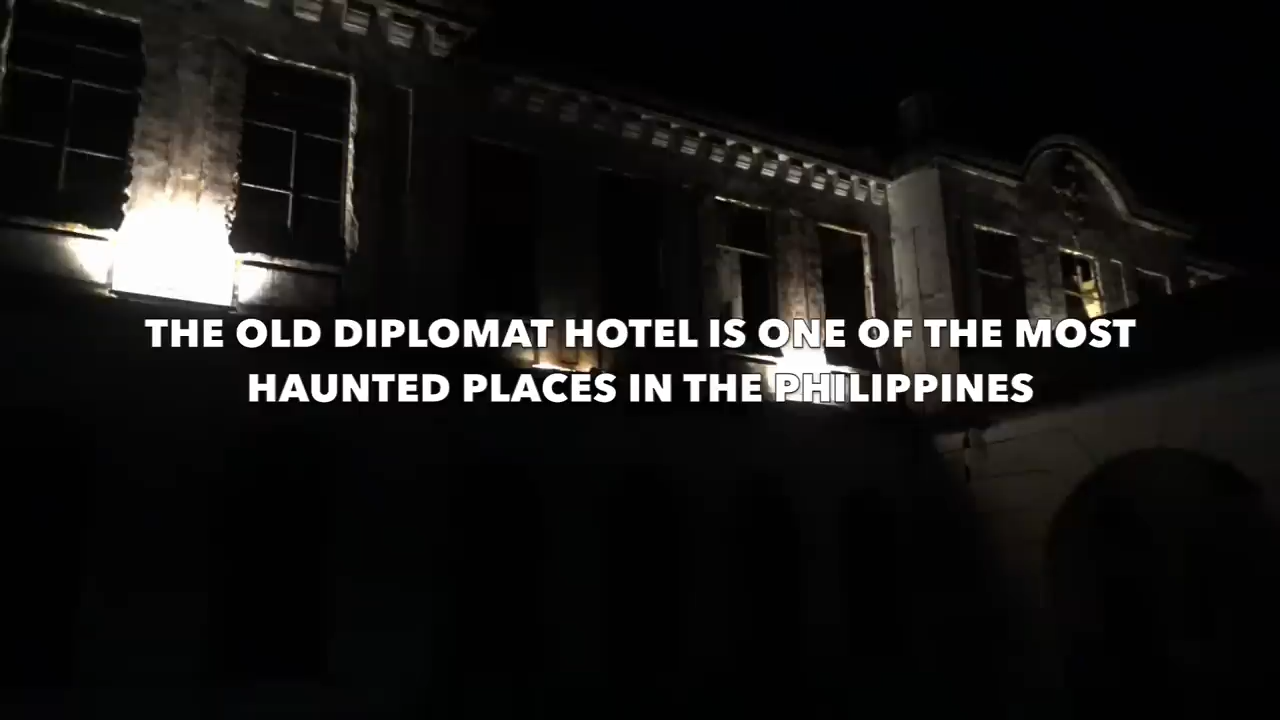 THE OLD DIPLOMAT HOTEL IS ONE OF THE MOST
HAUNTED PLACES IN THE PHILIPPINES